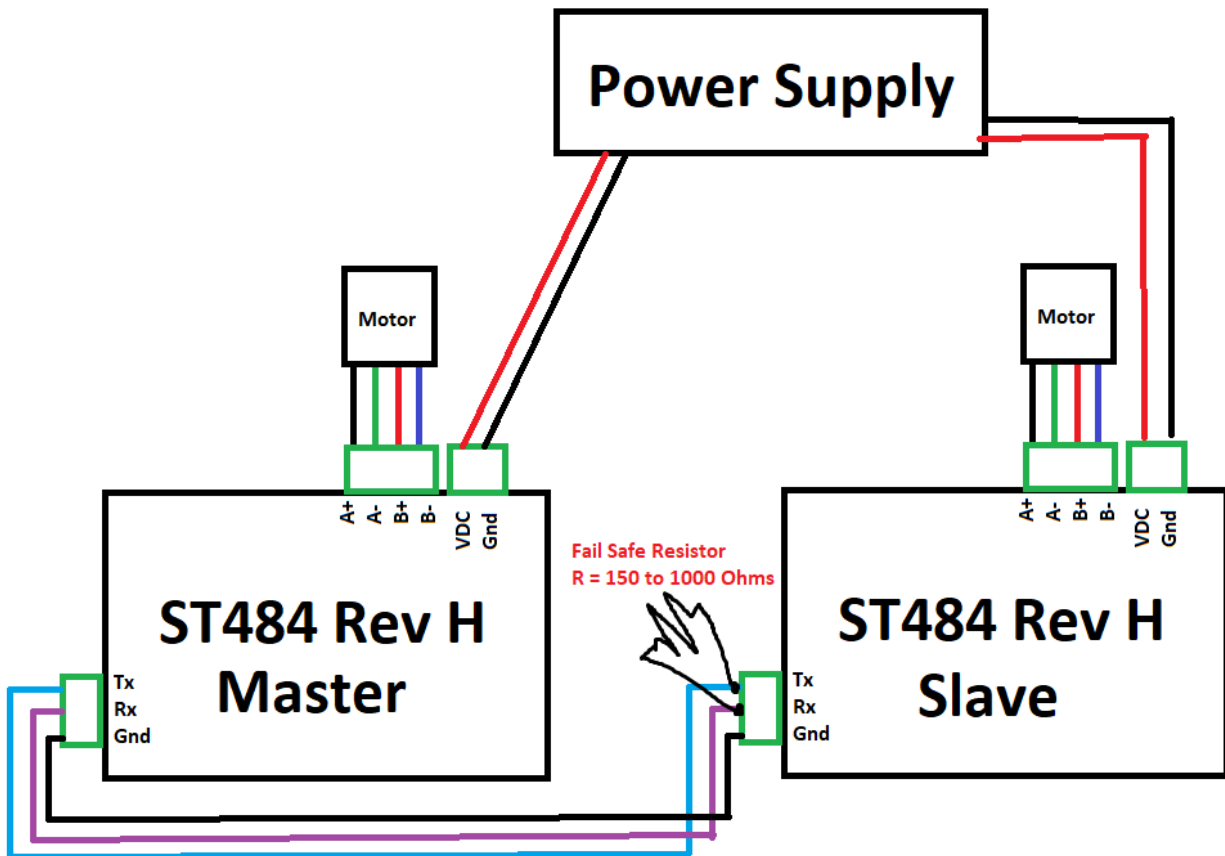 Power Supply
Motor
Motor
A+
A-
B+
B-
VDC
Gnd
A+
A-
B+
B-
VDC
Gnd
Fail Safe Resistor
R = 150 to 1000 Ohms
ST484 Rev H
Master
Tx
Rx
Gnd
ST484 Rev H
Slave
Tx
Rx
Gnd